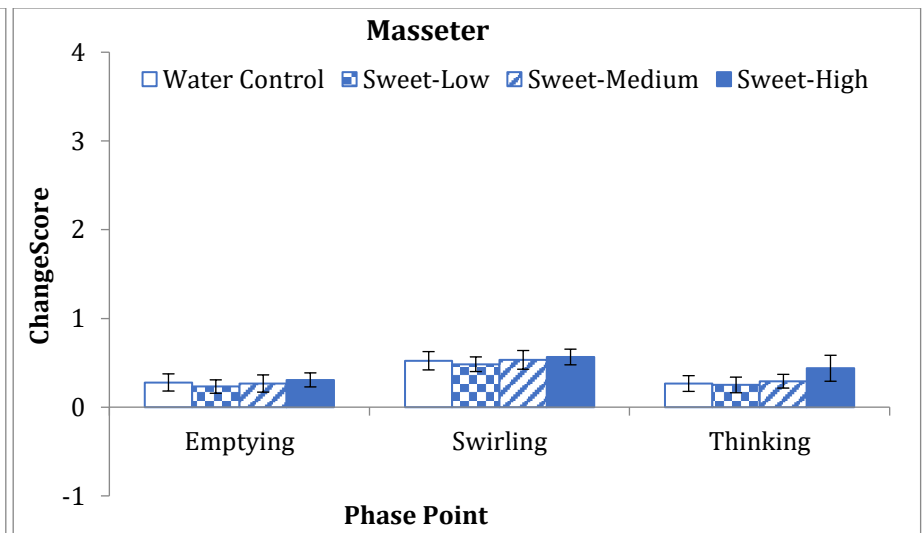 Masseter
Water Control Sweet-Low Sweet-Medium Sweet-High
4
3
2
1
0
-1
ChangeScore
Emptying Swirling Thinking
Phase Point